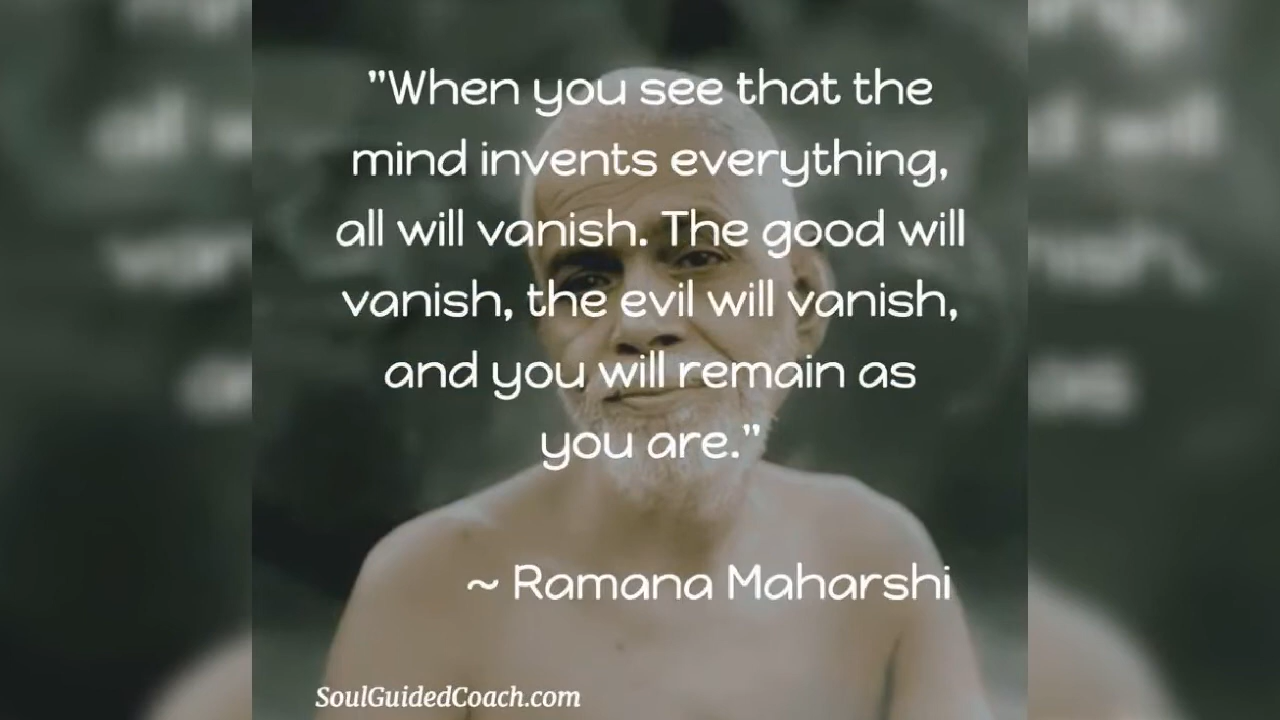 "When you see that the
mind invents everything,
all will vanish. The good will
vanish, the evil will vanish,
and you will remain as
you are."
~ Ramana Maharshi
SoulGuidedCoach.com